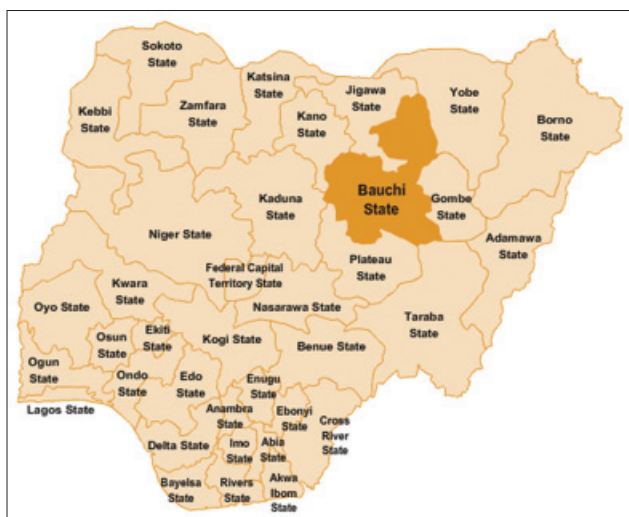 Sokoto
State
Katsina
State
Jigawa
State
Yobe
State
Borno
State
Kebbi
State
Zamfara
State
Kano
State
Bauchi
State
Gombe
State
Adamawa
State
Kaduna
State
Niger State
Federal Capital
Territory State
Plateau
State
Nasarawa State
Taraba
State
Kwara
State
Oyo State
Osun
State
Ekiti
State
Kogi State
Benue State
Ogun
State
Ondo
State
Edo
State
Enugu
State
Lagos State
Anambra
State
Ebonyi
State
Cross
River
State
Delta State
Imo
State
Abia
State
Bayelsa
State
Rivers
State
Akwa
Ibom
State